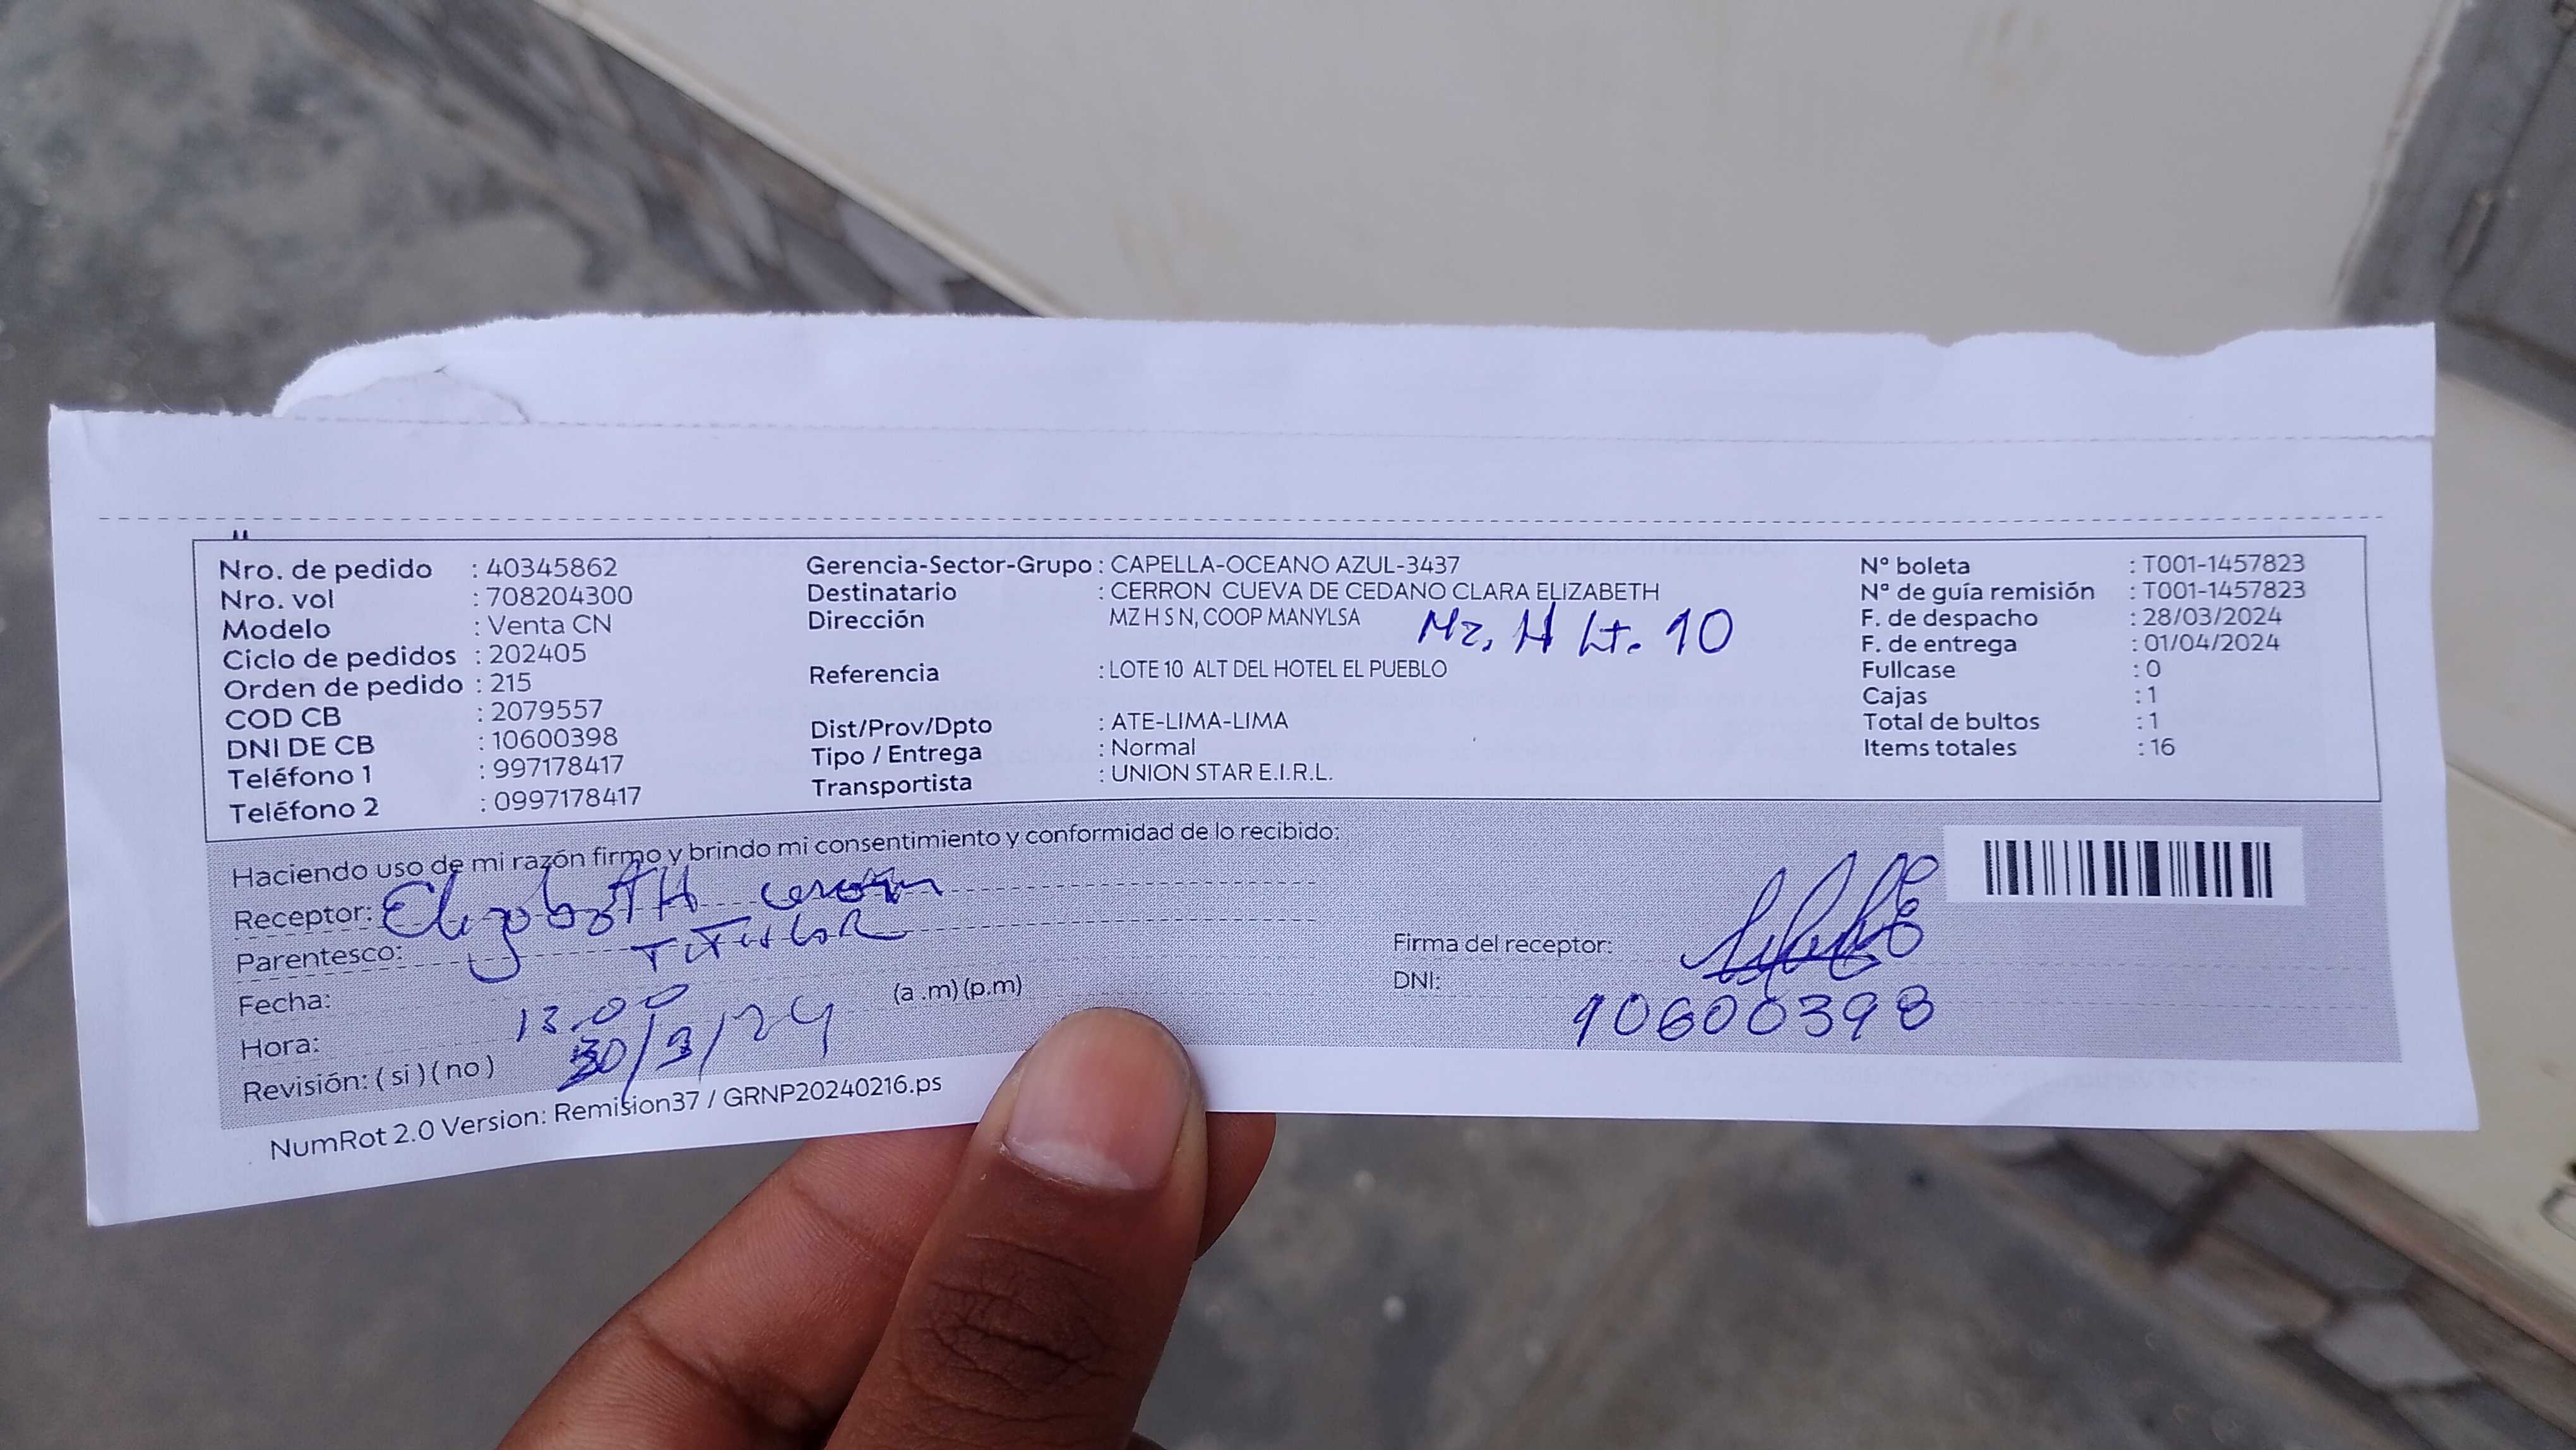 Nro. de pedido : 40345862
Nro. vol : 708204300
Modelo : Venta CN
Ciclo de pedidos : 202405
Orden de pedido : 215
COD CB : 2079557
DNI DE CB : 10600398
Teléfono 1 : 997178417
Teléfono 2 : 0997178417
Gerencia-Sector-Grupo : CAPELLA-OCEANO AZUL-3437
Destinatario : CERRON CUEVA DE CEDANO CLARA ELIZABETH
Dirección MZ H S N, COOP MANYLSA Mz. H Lt. 10
Referencia : LOTE 10 ALT DEL HOTEL EL PUEBLO
Dist/Prov/Dpto : ATE-LIMA-LIMA
Tipo / Entrega : Normal
Transportista : UNION STAR E.I.R.L.
Nº boleta : T001-1457823
Nº de guía remisión : T001-1457823
F. de despacho : 28/03/2024
F. de entrega : 01/04/2024
Fullcase : 0
Cajas : 1
Total de bultos : 1
Items totales : 16
Haciendo uso de mi razón firmo y brindo mi consentimiento y conformidad de lo recibido:
Receptor: ElizabetH cerron
Parentesco: TiTulaR
Fecha: 13.00
Hora: 30/3/24 (a .m) (p.m)
Revisión: ( si ) ( no )
Firma del receptor:
DNI: 10600398
NumRot 2.0 Version: Remision37 / GRNP20240216.ps